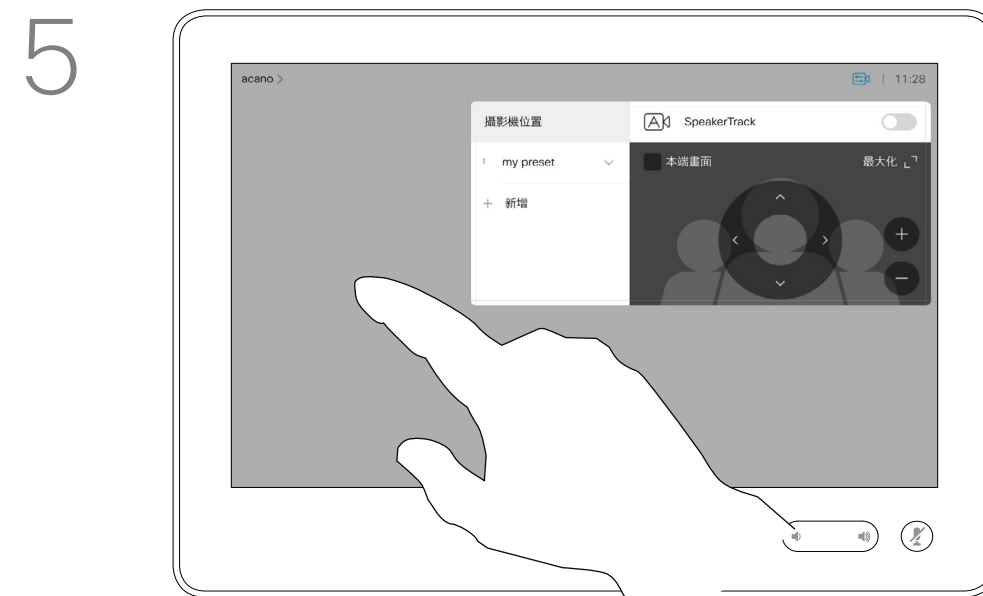 5
acano >
11:28
攝影機位置
SpeakerTrack
1 my preset
本端畫面
最大化
+ 新增